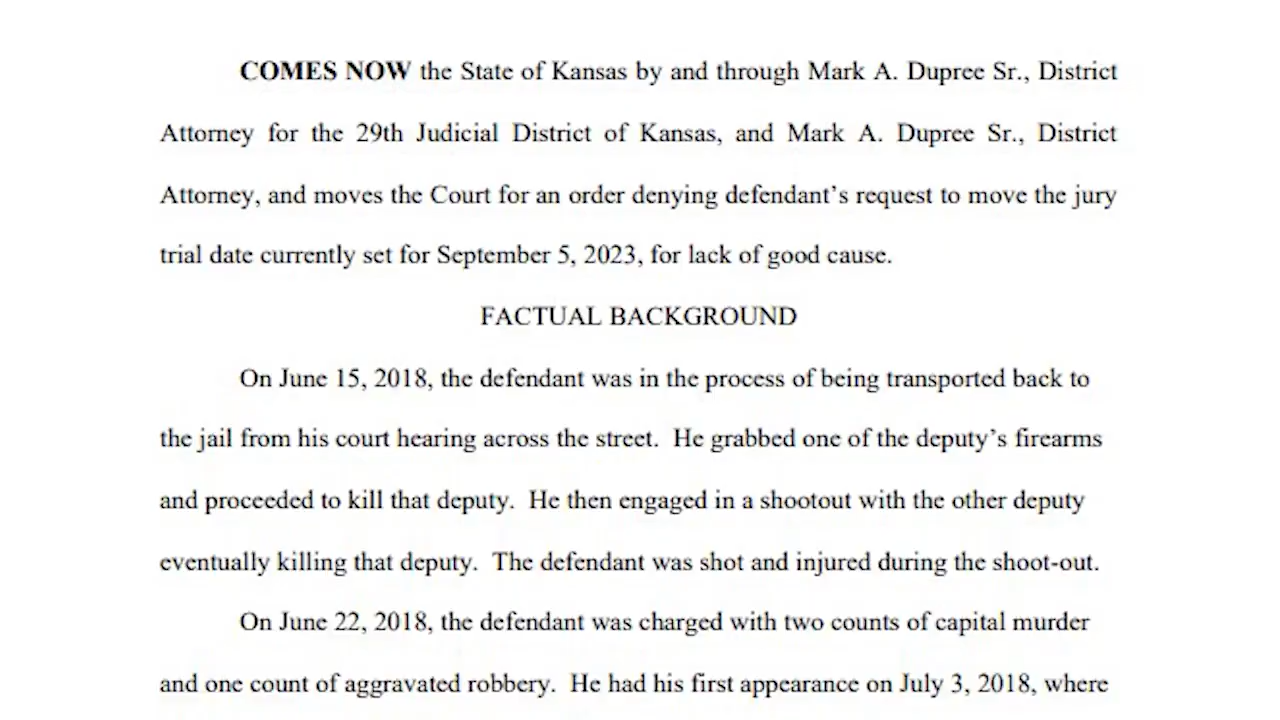 COMES NOW the State of Kansas by and through Mark A. Dupree Sr., District
Attorney for the 29th Judicial District of Kansas, and Mark A. Dupree Sr., District
Attorney, and moves the Court for an order denying defendant’s request to move the jury
trial date currently set for September 5, 2023, for lack of good cause.
FACTUAL BACKGROUND
On June 15, 2018, the defendant was in the process of being transported back to
the jail from his court hearing across the street. He grabbed one of the deputy’s firearms
and proceeded to kill that deputy. He then engaged in a shootout with the other deputy
eventually killing that deputy. The defendant was shot and injured during the shoot-out.
On June 22, 2018, the defendant was charged with two counts of capital murder
and one count of aggravated robbery. He had his first appearance on July 3, 2018, where